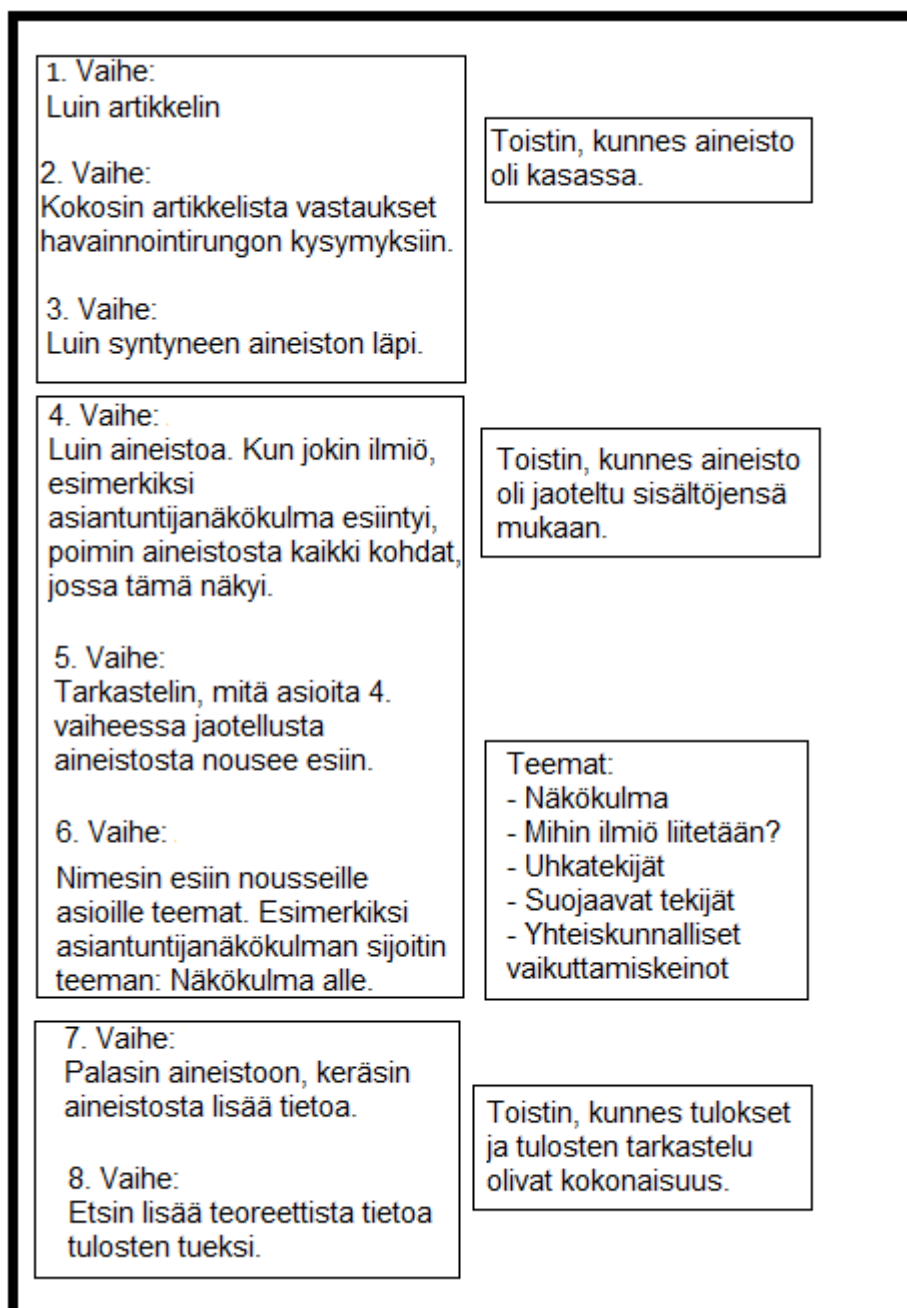 1. Vaihe:
Luin artikkelin
2. Vaihe:
Kokosin artikkelista vastaukset
havainnointirungon kysymyksiin.
3. Vaihe:
Luin syntyneen aineiston läpi.
Toistin, kunnes aineisto
oli kasassa.
4. Vaihe:
Luin aineistoa. Kun jokin ilmiö,
esimerkiksi
asiantuntijanäkökulma esiintyi,
poimin aineistosta kaikki kohdat,
jossa tämä näkyi.
5. Vaihe:
Tarkastelin, mitä asioita 4.
vaiheessa jaotellusta
aineistosta nousee esiin.
6. Vaihe:
Nimesin esiin nousseille
asioille teemat. Esimerkiksi
asiantuntijanäkökulman sijoitin
teeman: Näkökulma alle.
Toistin, kunnes aineisto
oli jaoteltu sisältöjensä
mukaan.
Teemat:
- Näkökulma
- Mihin ilmiö liitetään?
- Uhkatekijät
- Suojaavat tekijät
- Yhteiskunnalliset
vaikuttamiskeinot
7. Vaihe:
Palasin aineistoon, keräsin
aineistosta lisää tietoa.
8. Vaihe:
Etsin lisää teoreettista tietoa
tulosten tueksi.
Toistin, kunnes tulokset
ja tulosten tarkastelu
olivat kokonaisuus.